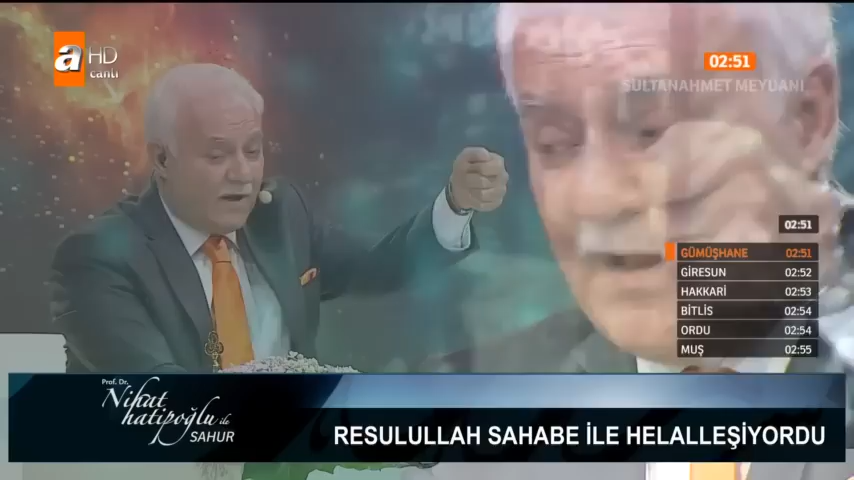 a HD
canlı
02:51
SULTANAHMET MEYDANI
02:51
GÜMÜŞHANE 02:51
GİRESUN 02:52
HAKKARİ 02:53
BİTLİS 02:54
ORDU 02:54
MUŞ 02:55
Prof. Dr.
Nihat
hatipoğlu ile
SAHUR
RESULULLAH SAHABE İLE HELALLEŞİYORDU